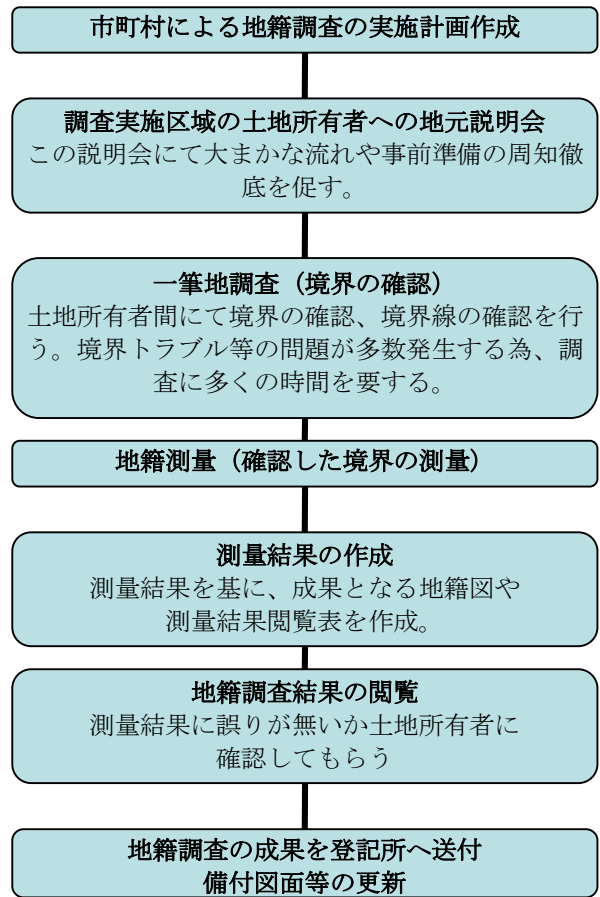 市町村による地籍調査の実施計画作成
調査実施区域の土地所有者への地元説明会
この説明会にて大まかな流れや事前準備の周知徹
底を促す。
一筆地調査（境界の確認）
土地所有者間にて境界の確認、境界線の確認を行
う。境界トラブル等の問題が多数発生する為、調
査に多くの時間を要する。
地籍測量（確認した境界の測量）
測量結果の作成
測量結果を基に、成果となる地籍図や
測量結果閲覧表を作成。
地籍調査結果の閲覧
測量結果に誤りが無いか土地所有者に
確認してもらう
地籍調査の成果を登記所へ送付
備付図面等の更新